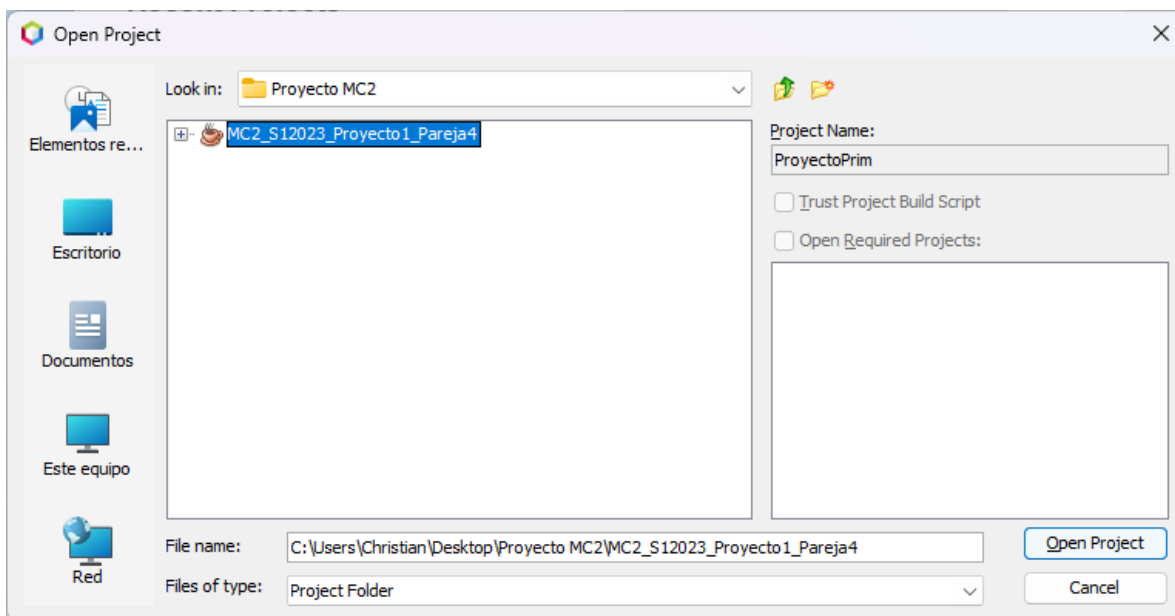 Open Project
Look in:
Proyecto MC2
Elementos re...
Escritorio
Documentos
Este equipo
Red
MC2_S12023_Proyecto1_Pareja4
Project Name:
ProyectoPrim
Trust Project Build Script
Open Required Projects:
File name:
C:\Users\Christian\Desktop\Proyecto MC2\MC2_S12023_Proyecto1_Pareja4
Open Project
Files of type:
Project Folder
Cancel